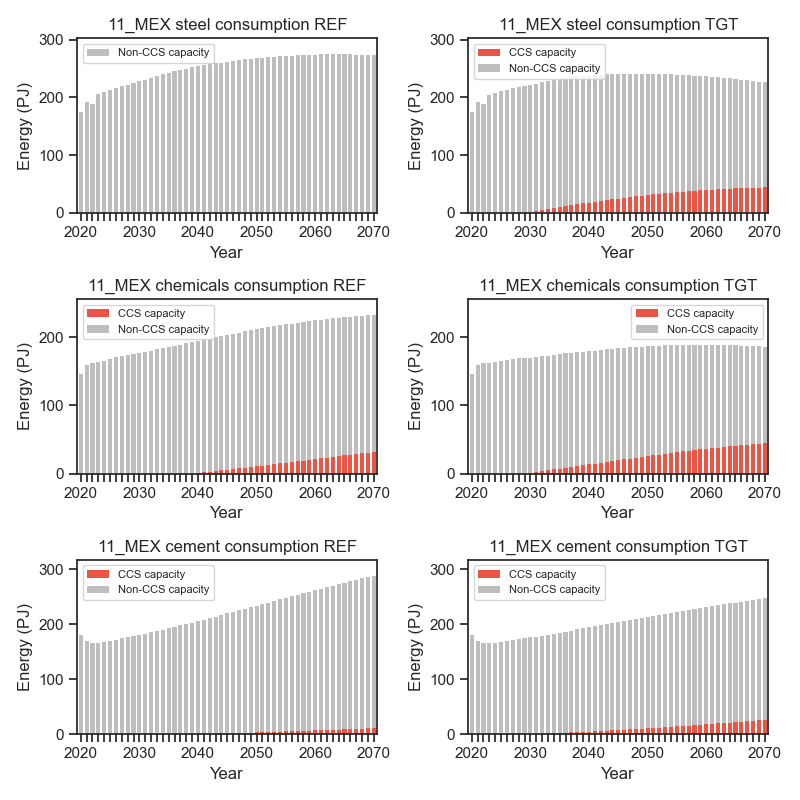 11_MEX steel consumption REF
300
200
100
0
Energy (PJ)
Non-CCS capacity
2020 2030 2040 2050 2060 2070
Year
11_MEX steel consumption TGT
300
200
100
0
Energy (PJ)
CCS capacity
Non-CCS capacity
2020 2030 2040 2050 2060 2070
Year
11_MEX chemicals consumption REF
200
100
0
Energy (PJ)
CCS capacity
Non-CCS capacity
2020 2030 2040 2050 2060 2070
Year
11_MEX chemicals consumption TGT
200
100
0
Energy (PJ)
CCS capacity
Non-CCS capacity
2020 2030 2040 2050 2060 2070
Year
11_MEX cement consumption REF
300
200
100
0
Energy (PJ)
CCS capacity
Non-CCS capacity
2020 2030 2040 2050 2060 2070
Year
11_MEX cement consumption TGT
300
200
100
0
Energy (PJ)
CCS capacity
Non-CCS capacity
2020 2030 2040 2050 2060 2070
Year